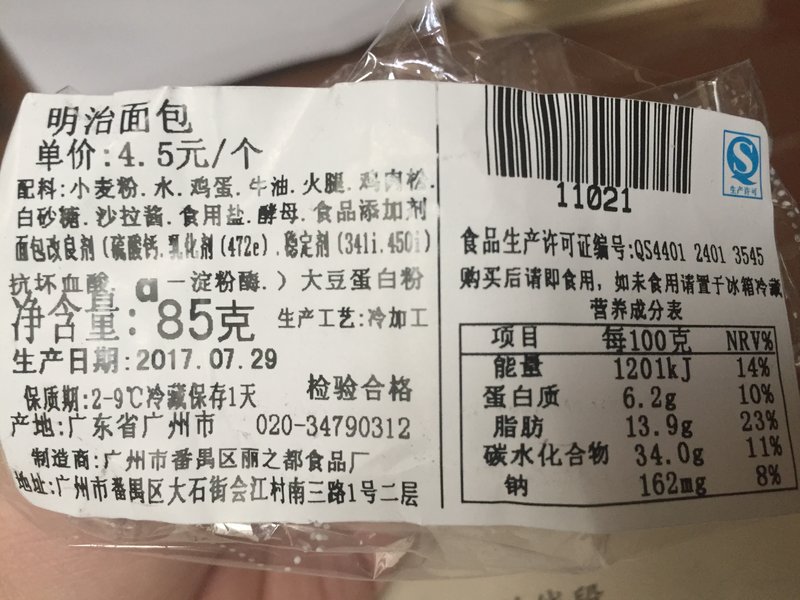 明治面包
单价:4.5元/个
配料:小麦粉.水.鸡蛋.牛油.火腿.鸡肉松.
白砂糖.沙拉酱.食用盐.酵母.食品添加剂
面包改良剂(硫酸钙.乳化剂(472e).稳定剂(341i.450i)
抗坏血酸. α-淀粉酶.)大豆蛋白粉
净含量:85克 生产工艺:冷加工
生产日期:2017.07.29
保质期:2-9℃冷藏保存1天 检验合格
产地:广东省广州市 020-34790312
制造商:广州市番禺区丽之都食品厂
地址:广州市番禺区大石街会江村南三路1号二层
11021
QS
生产许可
食品生产许可证编号:QS4401 2401 3545
购买后请即食用,如未食用请置于冰箱冷藏
营养成分表
项目 每100克 NRV%
能量 1201kJ 14%
蛋白质 6.2g 10%
脂肪 13.9g 23%
碳水化合物 34.0g 11%
钠 162mg 8%